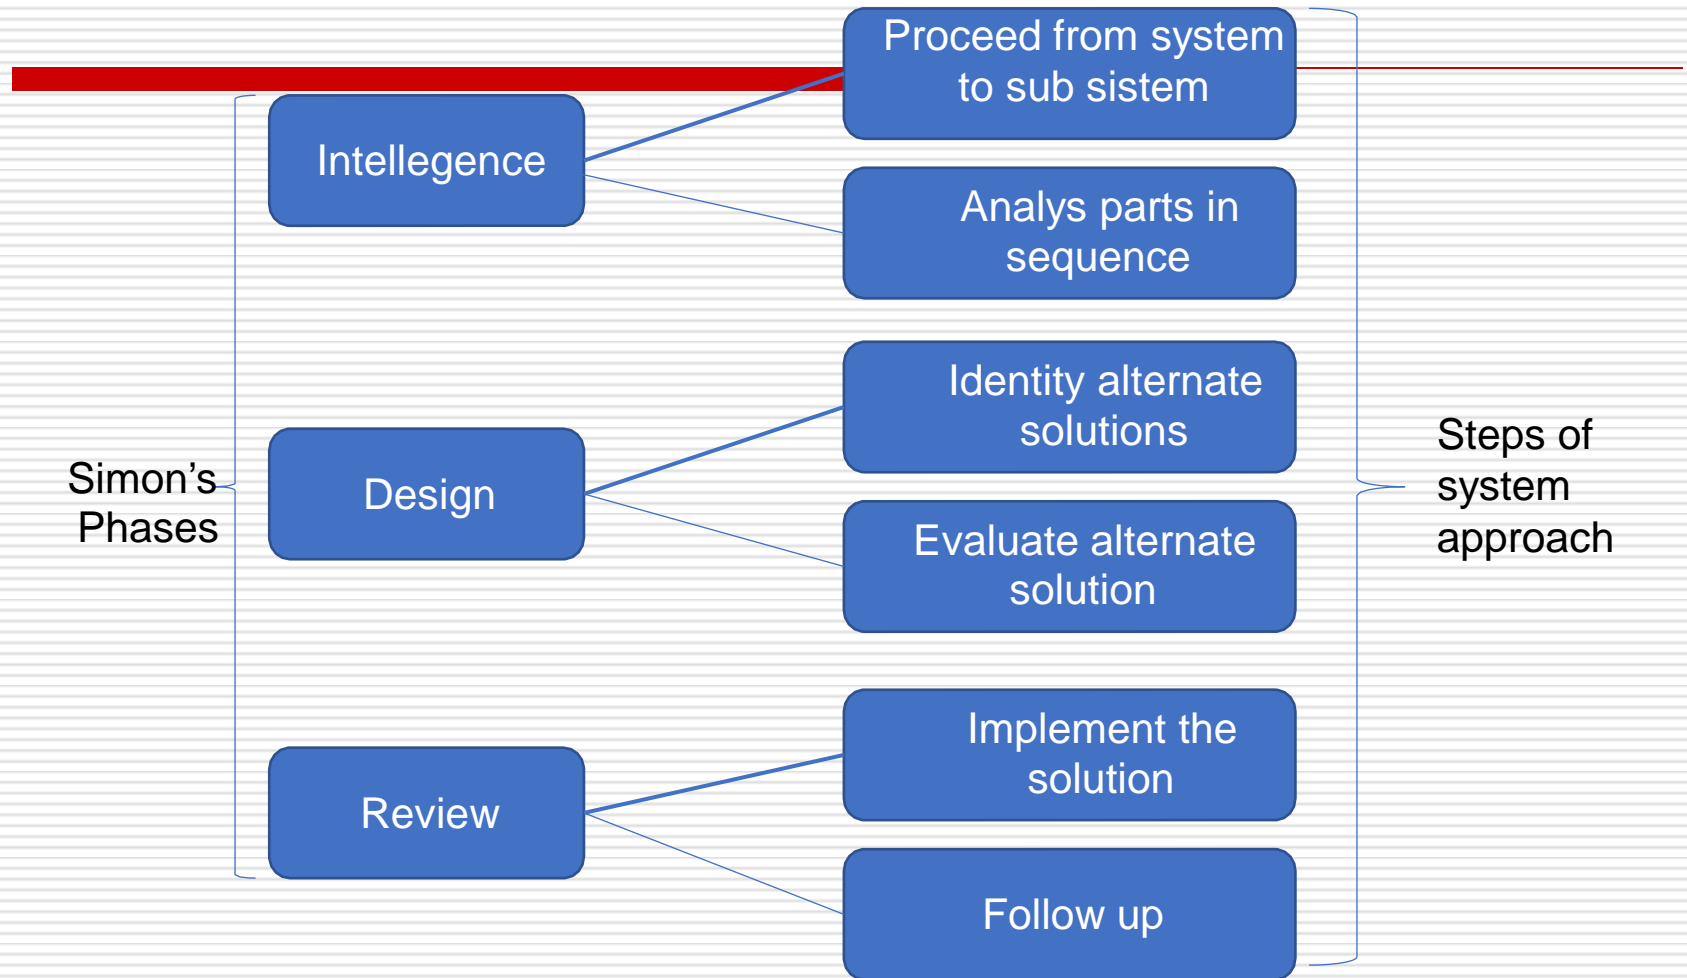 Simon’s
Phases
Intellegence
Design
Review
Proceed from system
to sub sistem
Analys parts in
sequence
Identity alternate
solutions
Evaluate alternate
solution
Implement the
solution
Follow up
Steps of
system
approach